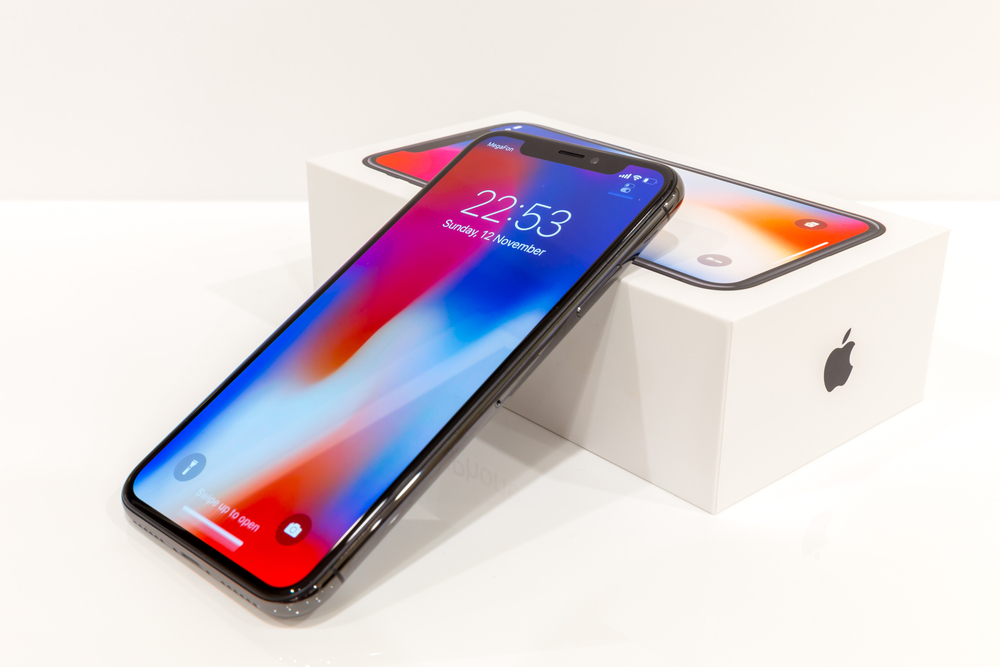 MegaFon
22:53
Sunday, 12 November
Swipe up to open